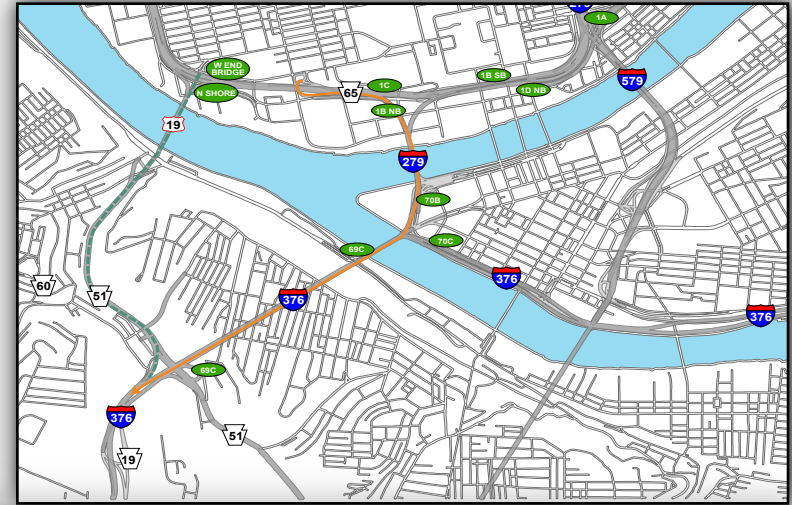 1A
W END
BRIDGE
1B SB
579
1C
65
1D NB
N SHORE
1B NB
19
279
70B
70C
69C
376
60
51
376
376
69C
376
51
19